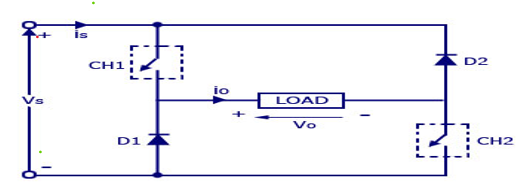 + is
CH1
D2
io
LOAD
Vs
+ Vo -
D1
CH2
-